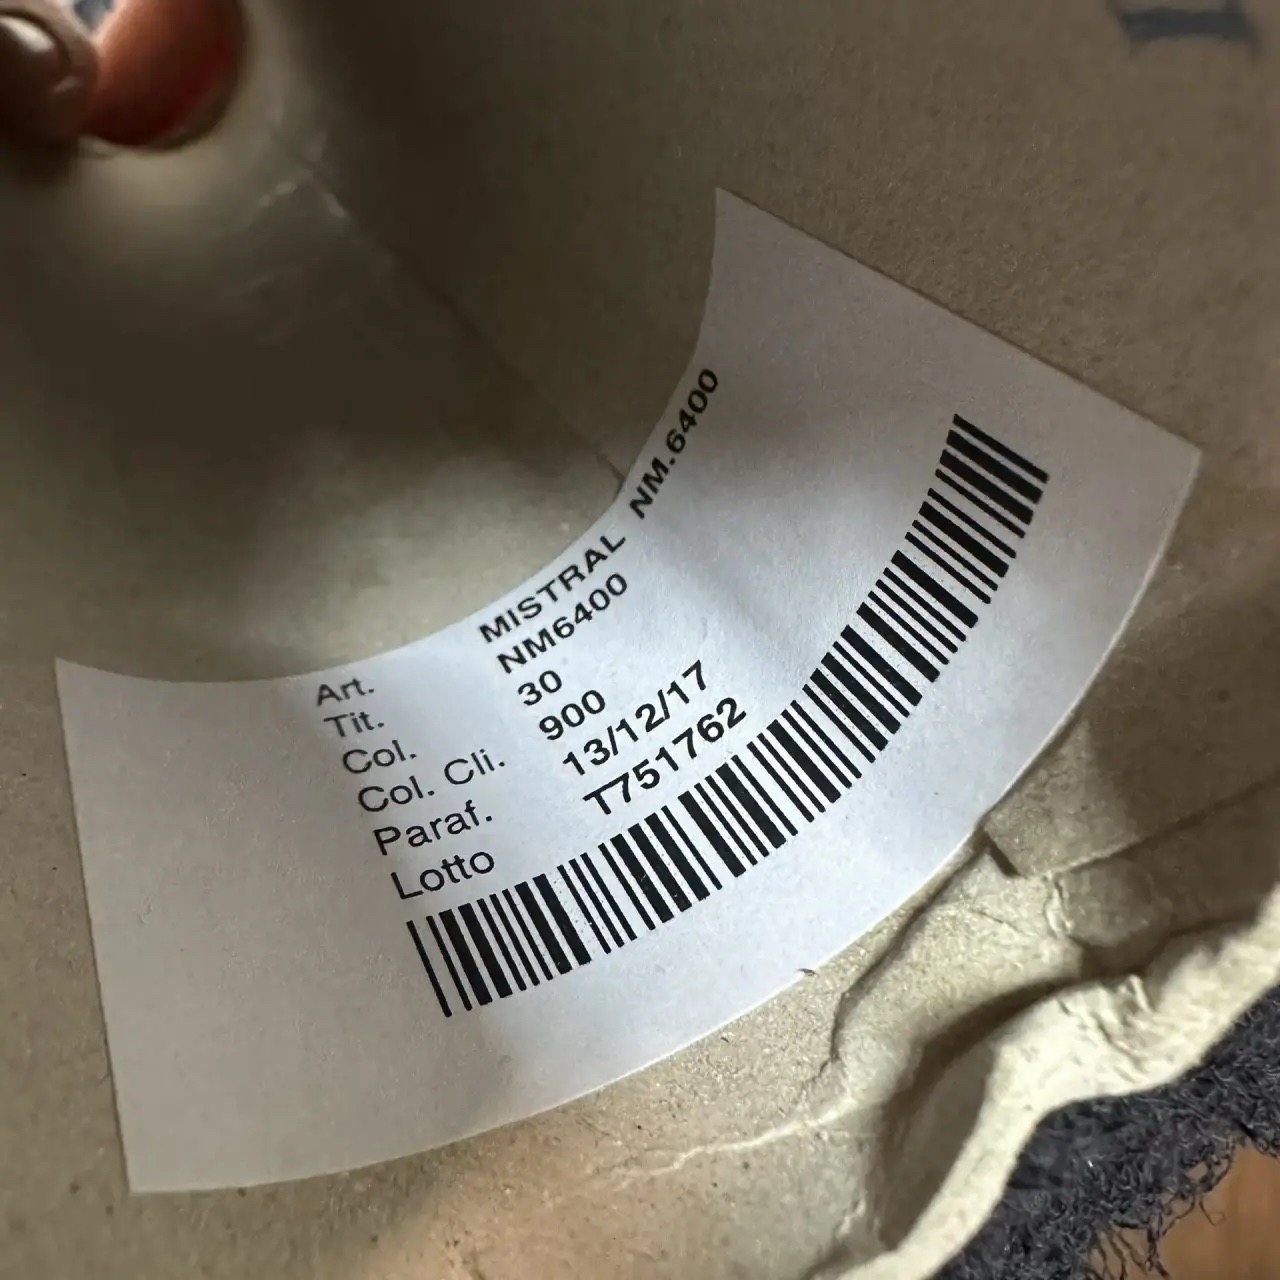 Art. MISTRAL NM.6400
Tit. NM6400
Col. 30
Col. Cli. 900
Paraf. 13/12/17
Lotto T751762